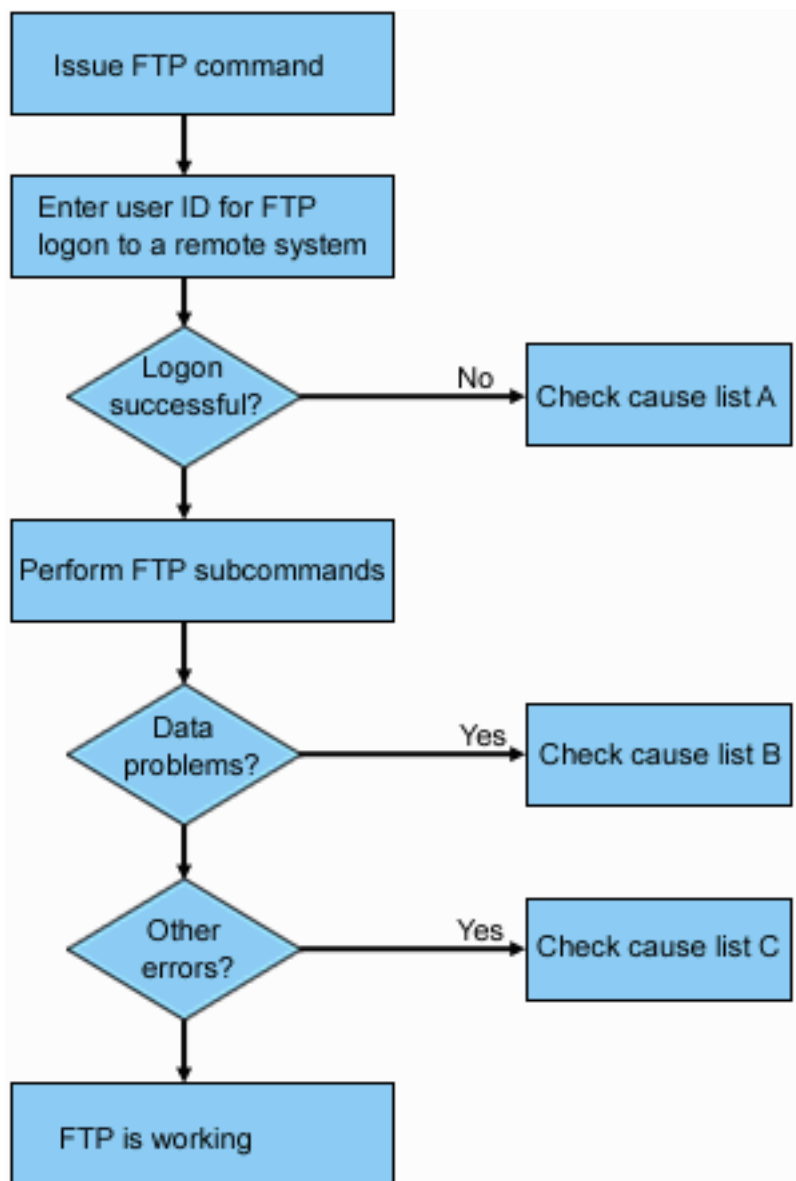 Issue FTP command
Enter user ID for FTP
logon to a remote system
Logon
successful?
No
Check cause list A
Perform FTP subcommands
Data
problems?
Yes
Check cause list B
Other
errors?
Yes
Check cause list C
FTP is working